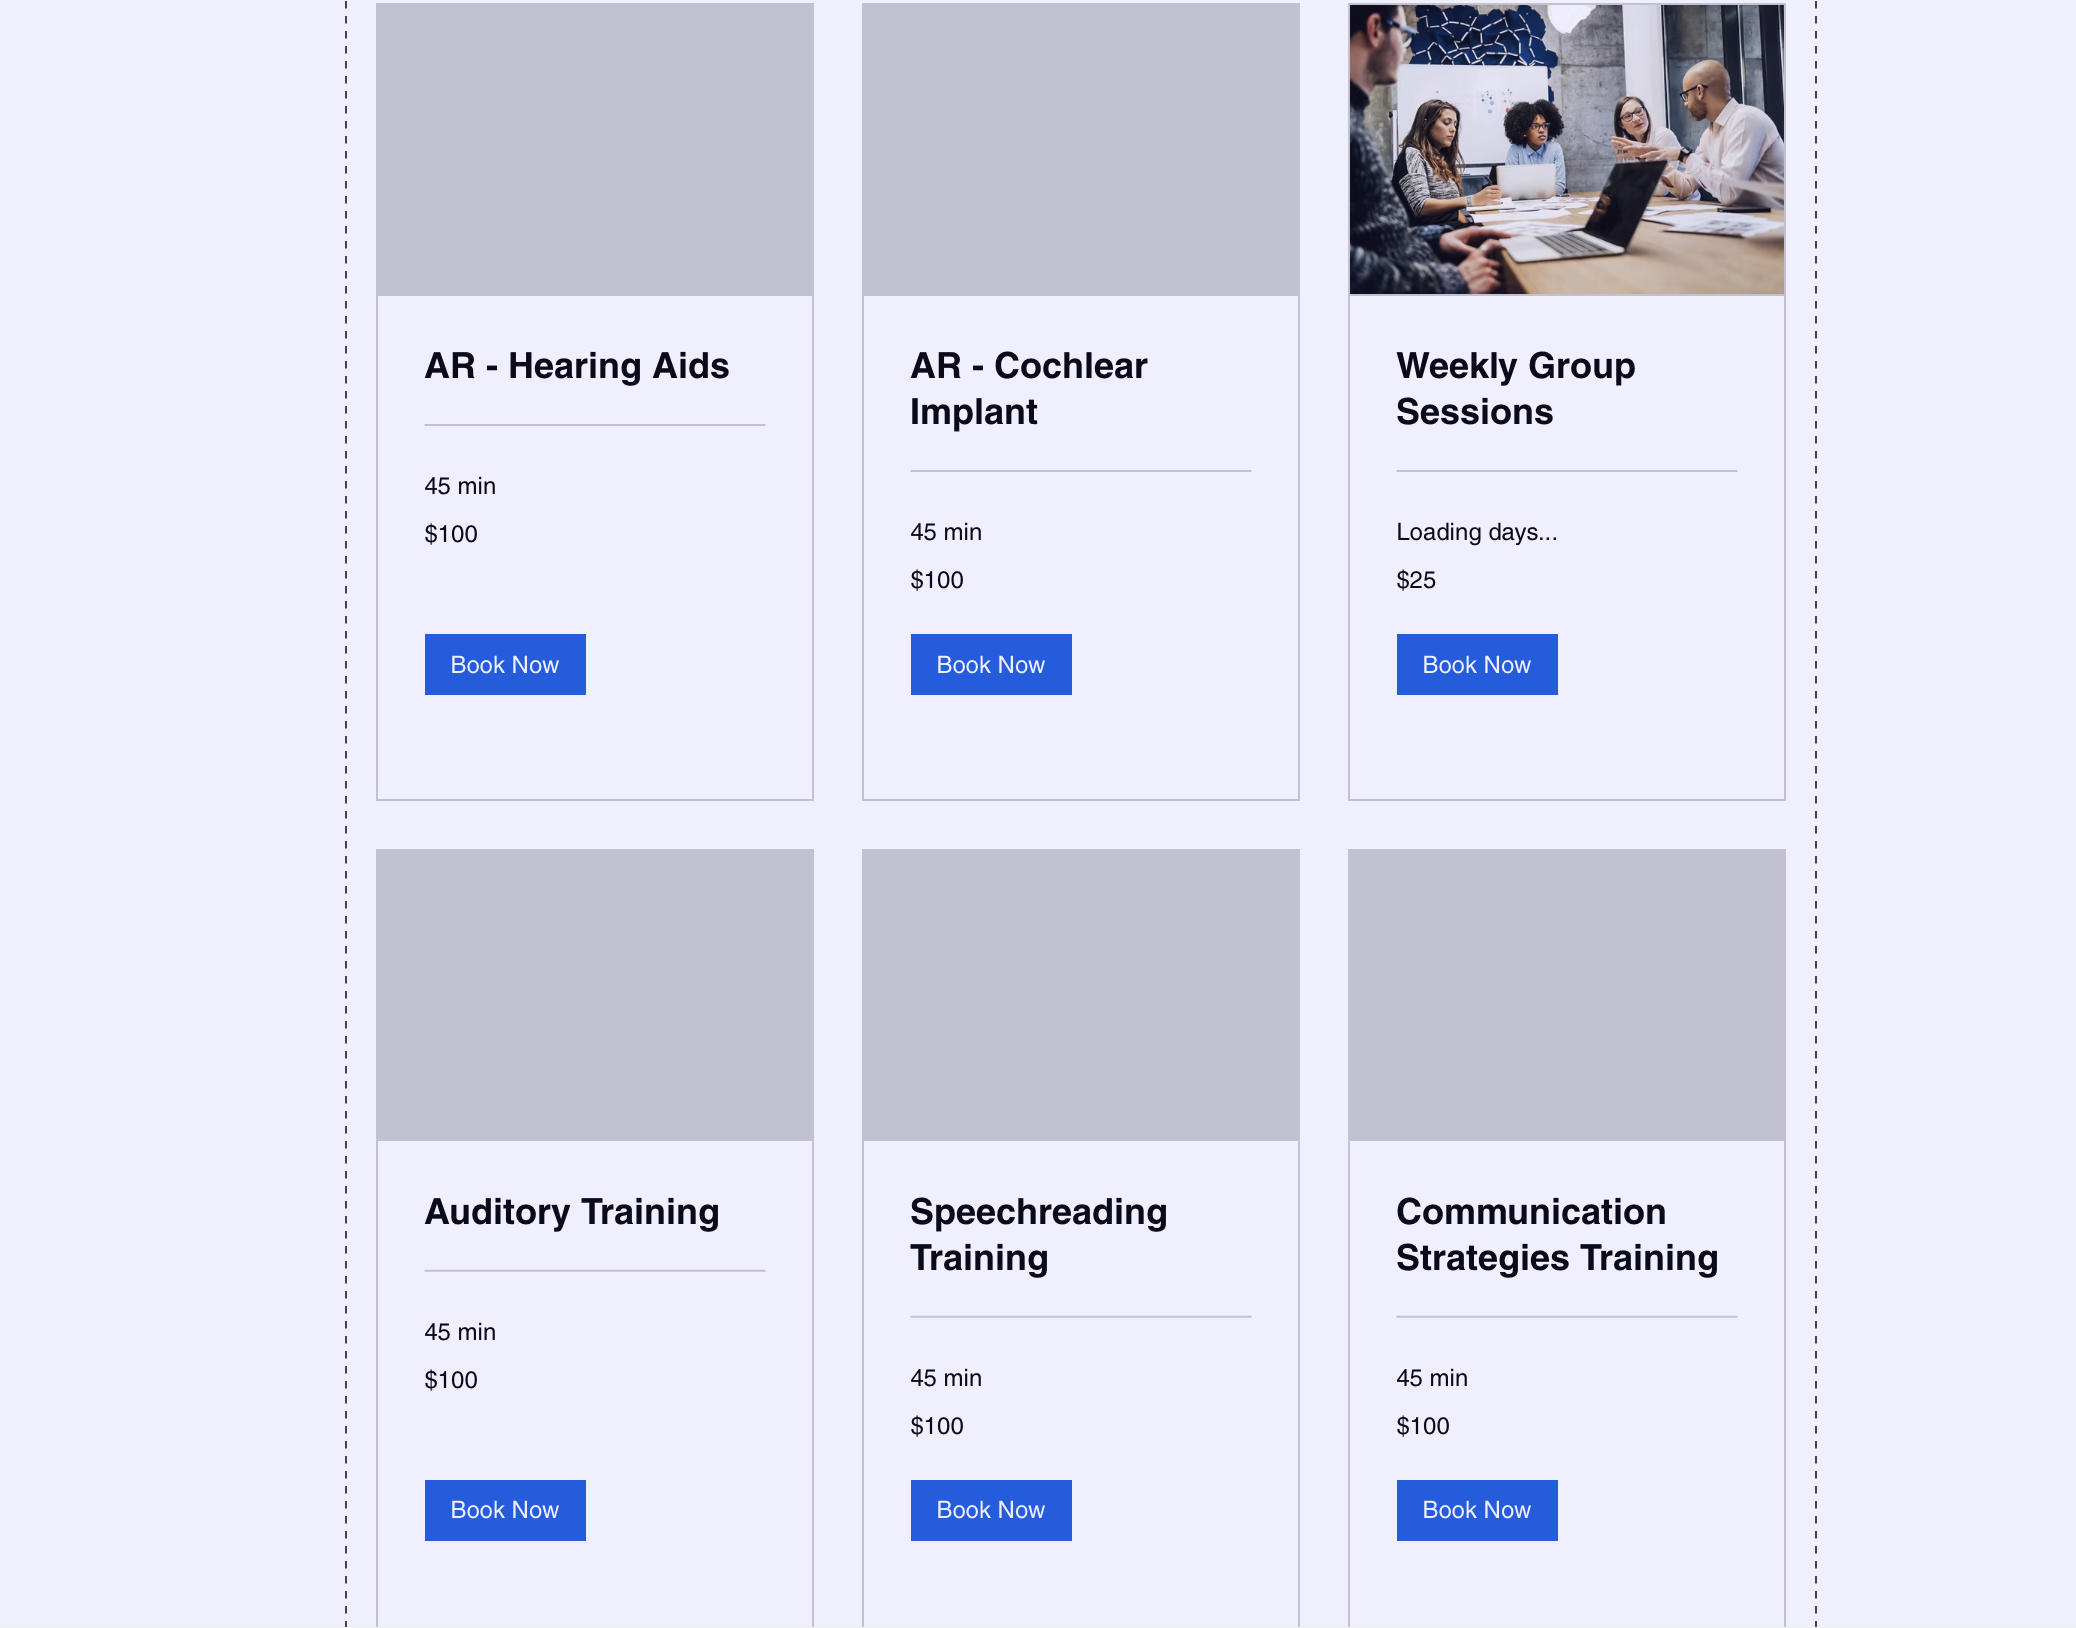 AR - Hearing Aids
45 min
$100
Book Now
AR - Cochlear
Implant
45 min
$100
Book Now
Weekly Group
Sessions
Loading days...
$25
Book Now
Auditory Training
45 min
$100
Book Now
Speechreading
Training
45 min
$100
Book Now
Communication
Strategies Training
45 min
$100
Book Now